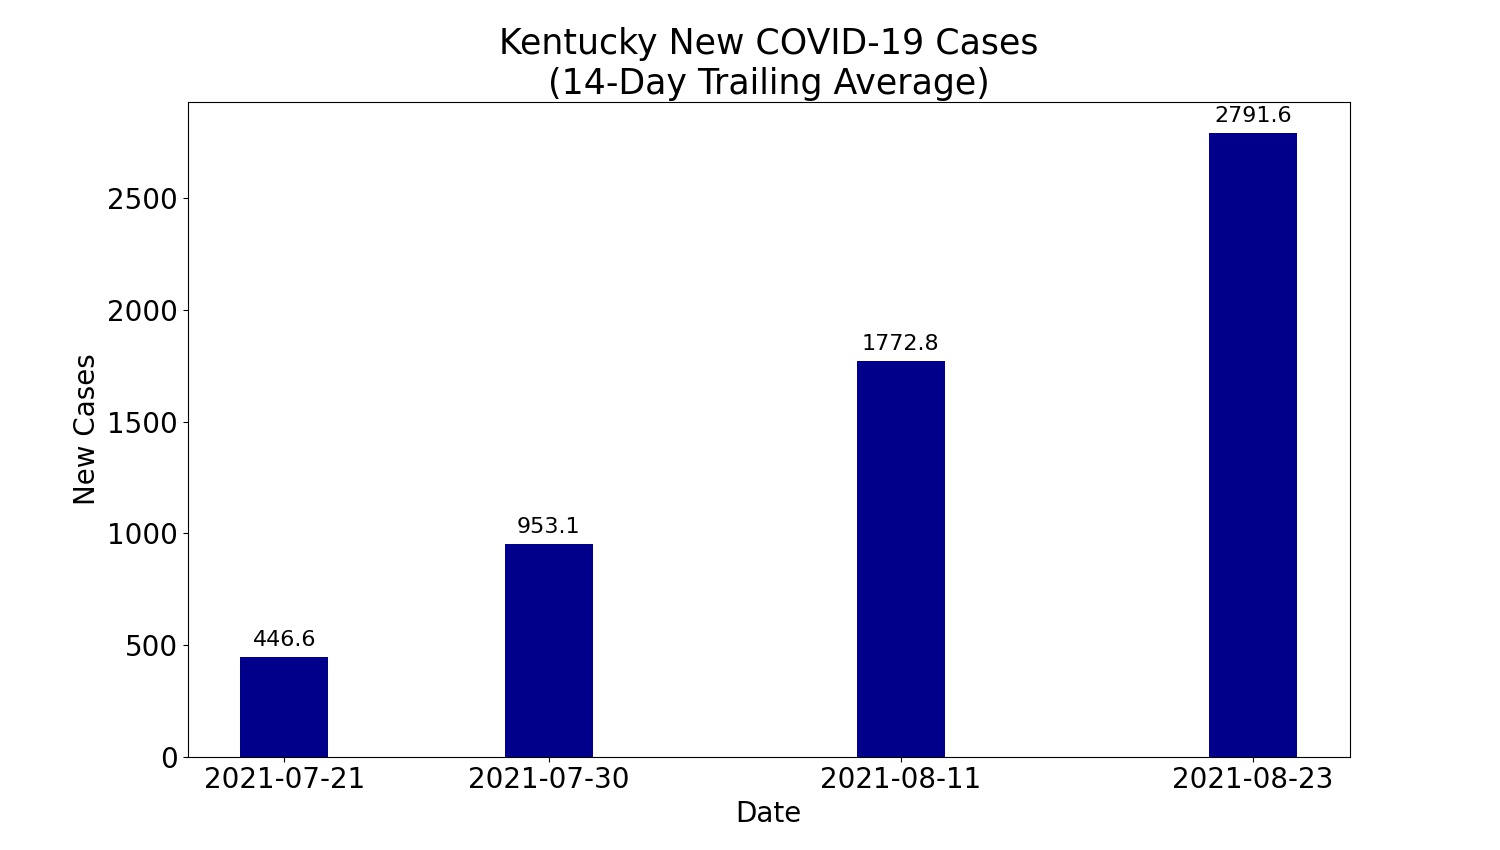 Kentucky New COVID-19 Cases
(14-Day Trailing Average)
2791.6
2500
2000
1772.8
1500
New Cases
953.1
1000
446.6
500
0
2021-07-21 2021-07-30 2021-08-11 2021-08-23
Date